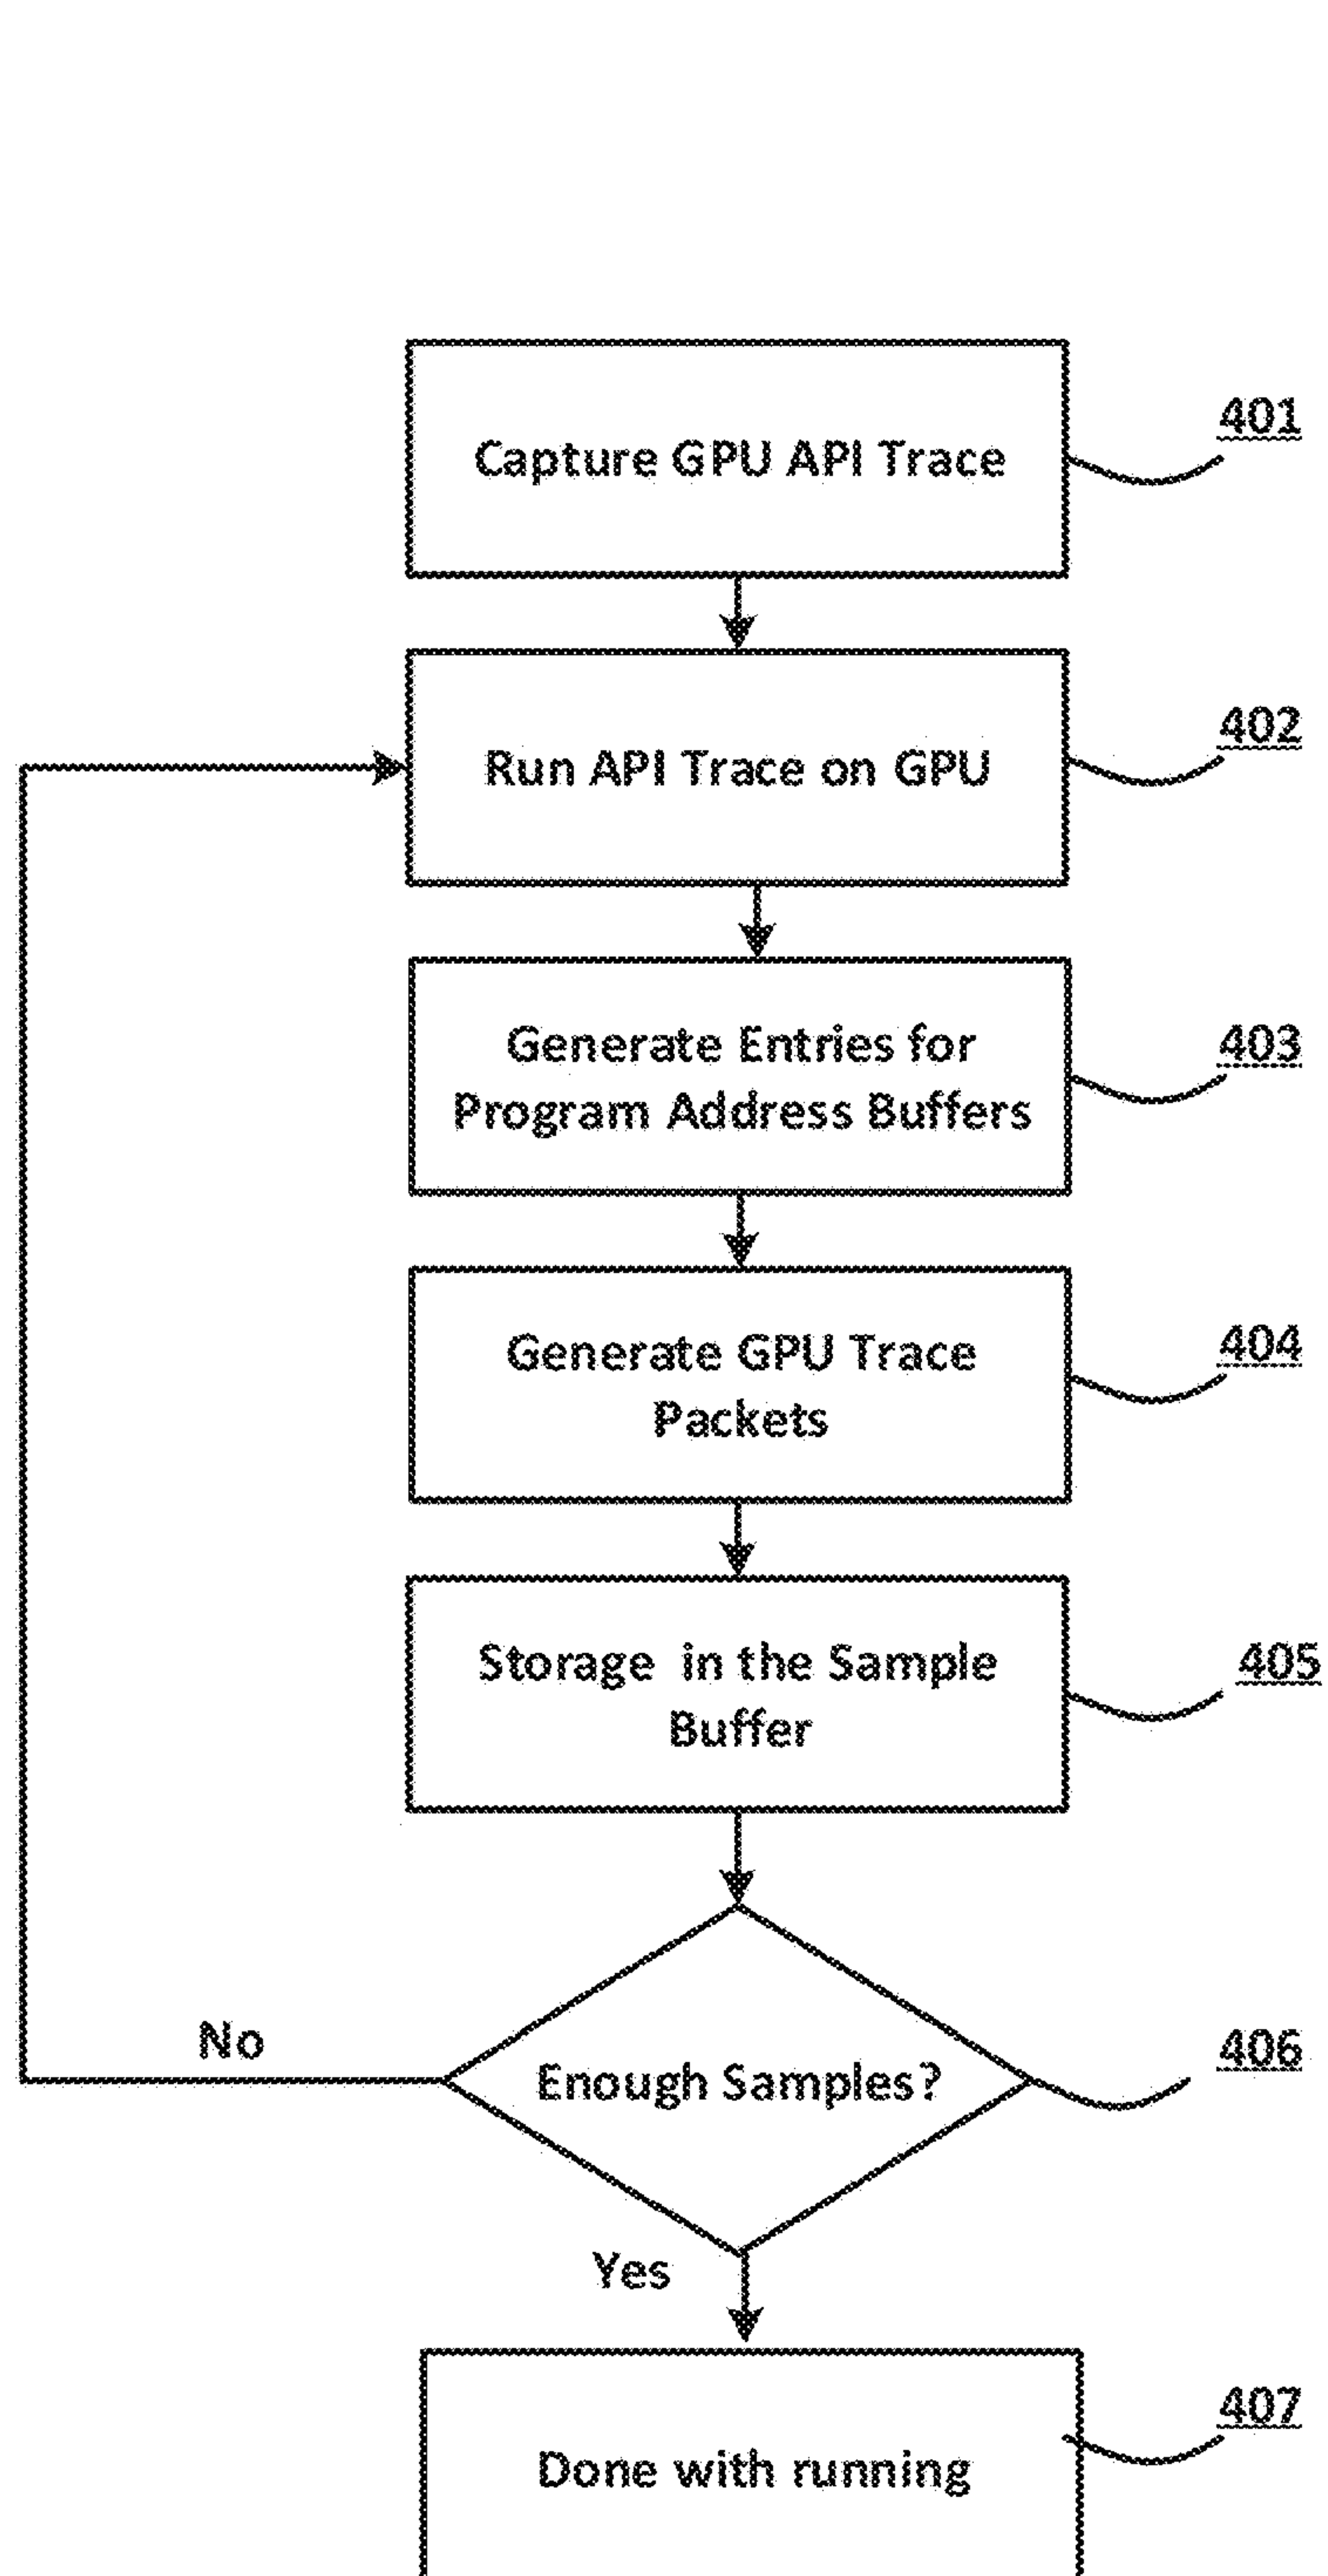 Capture GPU API Trace
401
Run API Trace on GPU
402
Generate Entries for
Program Address Buffers
403
Generate GPU Trace
Packets
404
Storage in the Sample
Buffer
405
Enough Samples?
406
No
Yes
Done with running
407